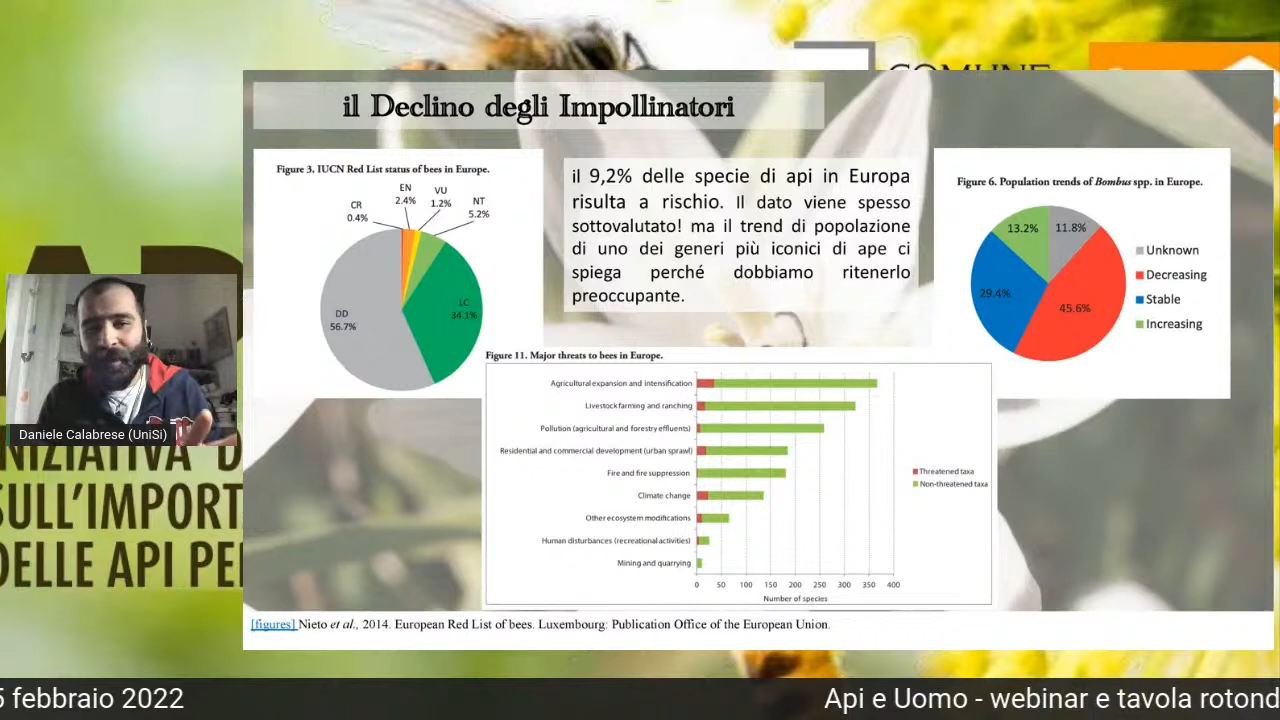 COMUNE
il Declino degli Impollinatori
Figure 3. IUCN Red List status of bees in Europe.
CR
0.4%
EN
2.4%
VU
1.2%
NT
5.2%
LC
34.1%
DD
56.7%
il 9,2% delle specie di api in Europa
risulta a rischio. Il dato viene spesso
sottovalutato! ma il trend di popolazione
di uno dei generi più iconici di ape ci
spiega perché dobbiamo ritenerlo
preoccupante.
Figure 6. Population trends of Bombus spp. in Europe.
13.2%
11.8%
29.4%
45.6%
Unknown
Decreasing
Stable
Increasing
Figure 11. Major threats to bees in Europe.
Agricultural expansion and intensification
Livestock farming and ranching
Pollution (agricultural and forestry effluents)
Residential and commercial development (urban sprawl)
Fire and fire suppression
Climate change
Other ecosystem modifications
Human disturbances (recreational activities)
Mining and quarrying
0 50 100 150 200 250 300 350 400
Number of species
Threatened taxa
Non-threatened taxa
[figures] Nieto et al., 2014. European Red List of bees. Luxembourg: Publication Office of the European Union.
Daniele Calabrese (UniSi)
NIZIATIVA D
SULL'IMPORT
DELLE API PE
5 febbraio 2022
Api e Uomo - webinar e tavola rotond